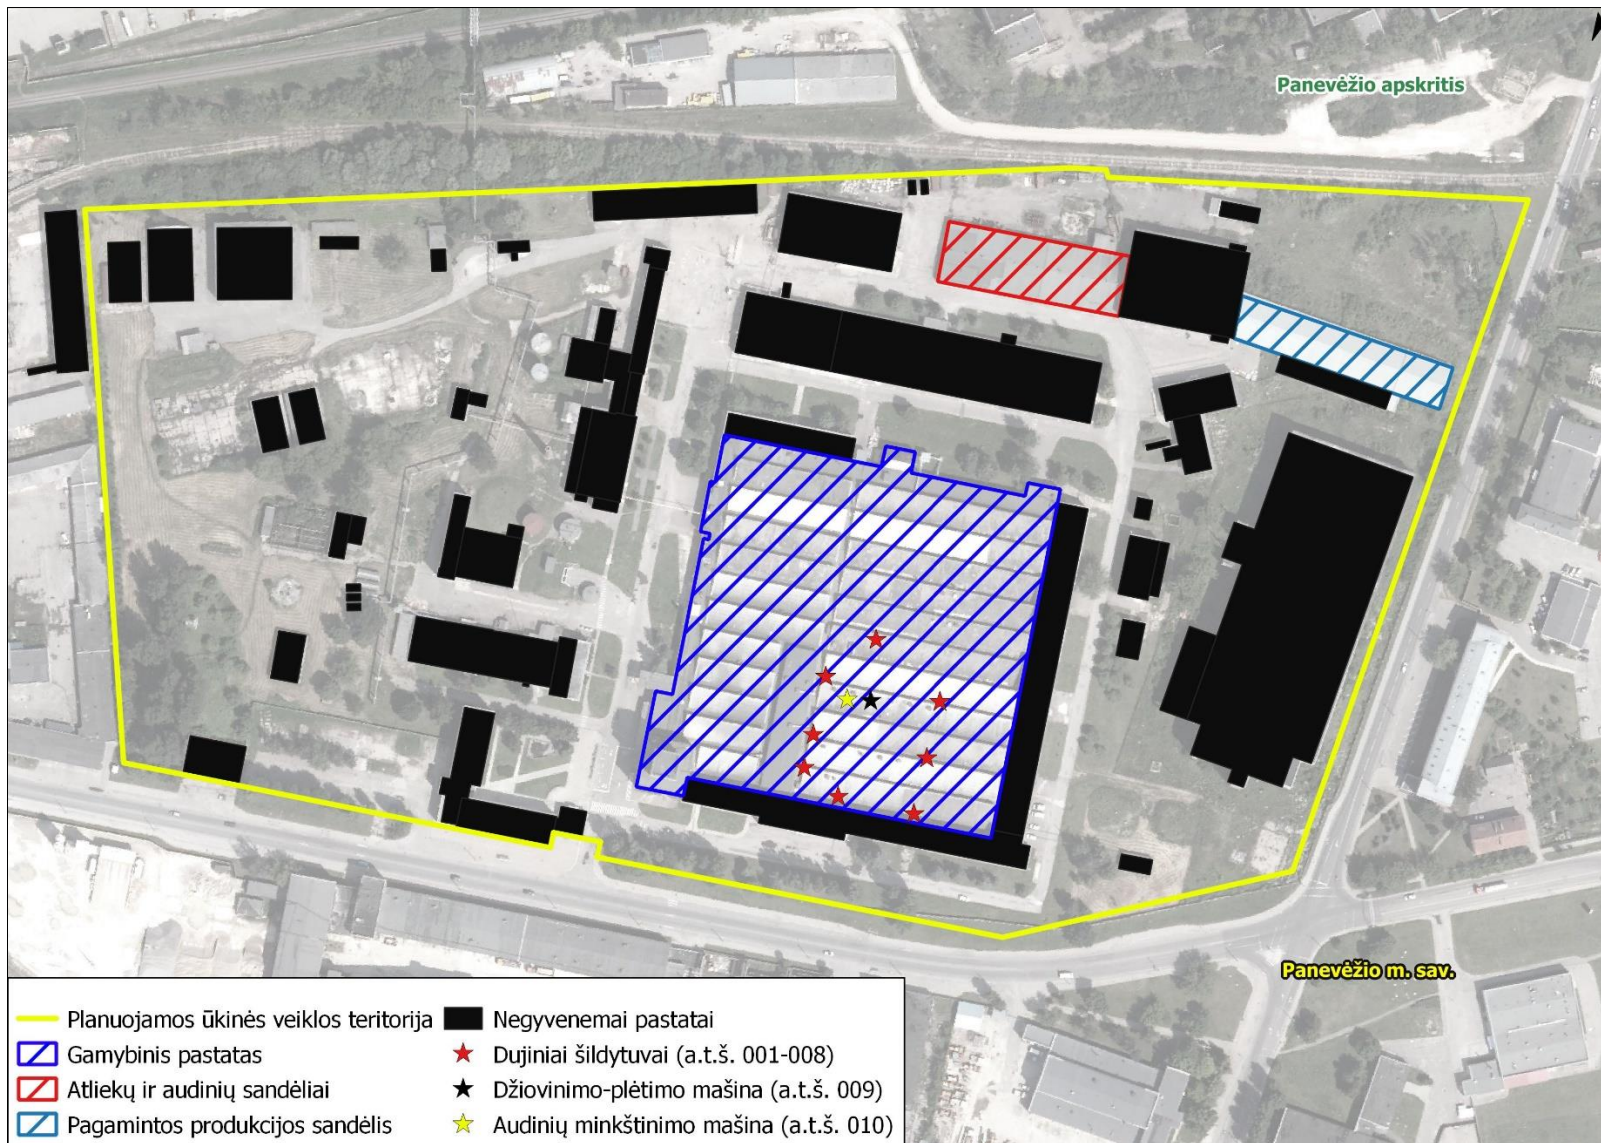 Panevėžio apskritis
Panevėžio m. sav.
Planuojamos ūkinės veiklos teritorija
Gamybinis pastatas
Atliekų ir audinių sandėliai
Pagamintos produkcijos sandėlis
Negyvenemai pastatai
Dujiniai šildytuvai (a.t.š. 001-008)
Džiovinimo-plėtimo mašina (a.t.š. 009)
Audinių minkštinimo mašina (a.t.š. 010)